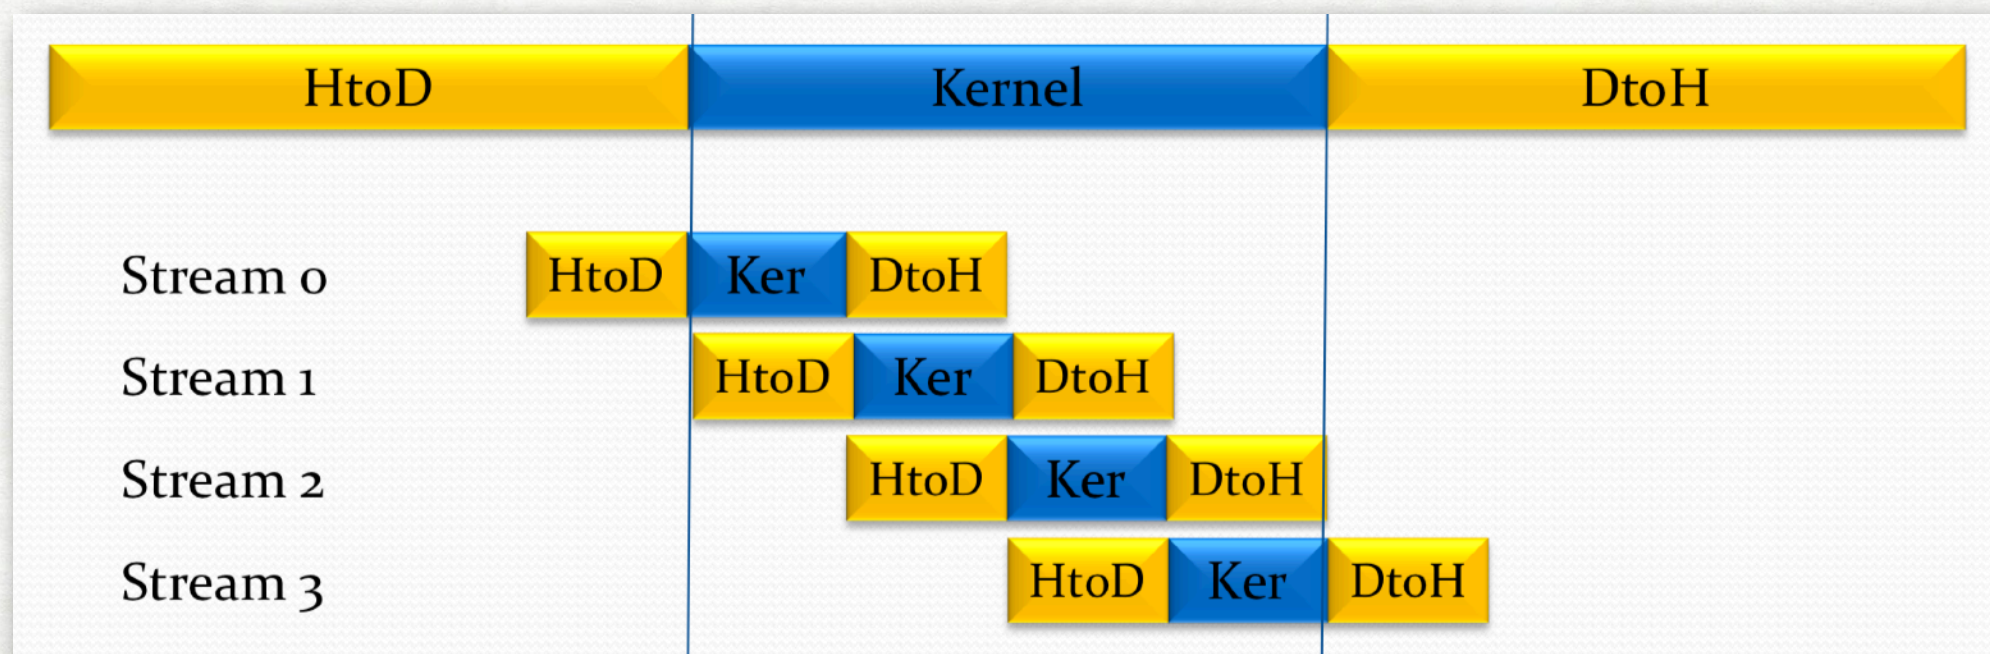 HtoD Kernel DtoH
Stream 0 HtoD Ker DtoH
Stream 1 HtoD Ker DtoH
Stream 2 HtoD Ker DtoH
Stream 3 HtoD Ker DtoH